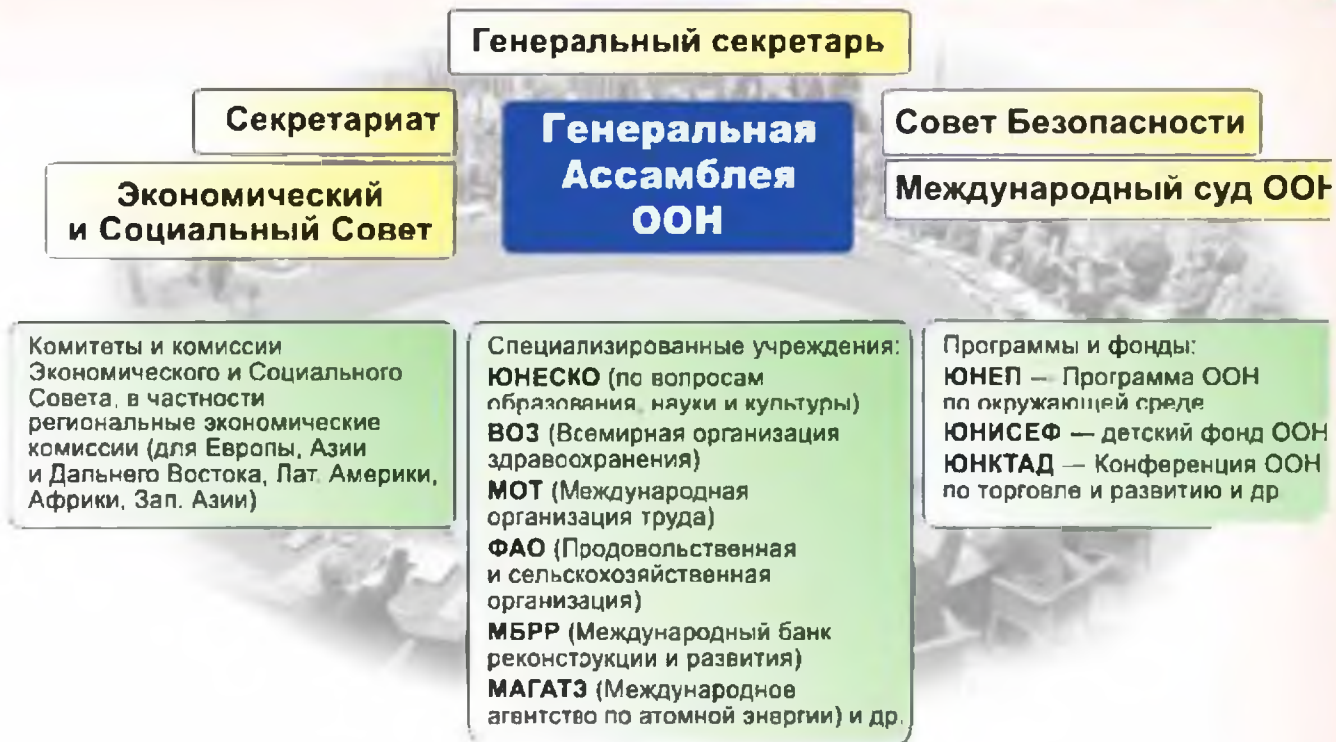 Генеральный секретарь
Секретариат
Экономический
и Социальный Совет
Генеральная
Ассамблея
ООН
Совет Безопасности
Международный суд ООН
Комитеты и комиссии
Экономического и Социального
Совета, в частности
региональные экономические
комиссии (для Европы, Азии
и Дальнего Востока, Лат. Америки,
Африки, Зап. Азии)
Специализированные учреждения:
ЮНЕСКО (по вопросам
образования, науки и культуры)
ВОЗ (Всемирная организация
здравоохранения)
МОТ (Международная
организация труда)
ФАО (Продовольственная
и сельскохозяйственная
организация)
МБРР (Международный банк
реконструкции и развития)
МАГАТЭ (Международное
агентство по атомной энергии) и др.
Программы и фонды:
ЮНЕП — Программа ООН
по окружающей среде
ЮНИСЕФ — детский фонд ООН
ЮНКТАД — Конференция ООН
по торговле и развитию и др